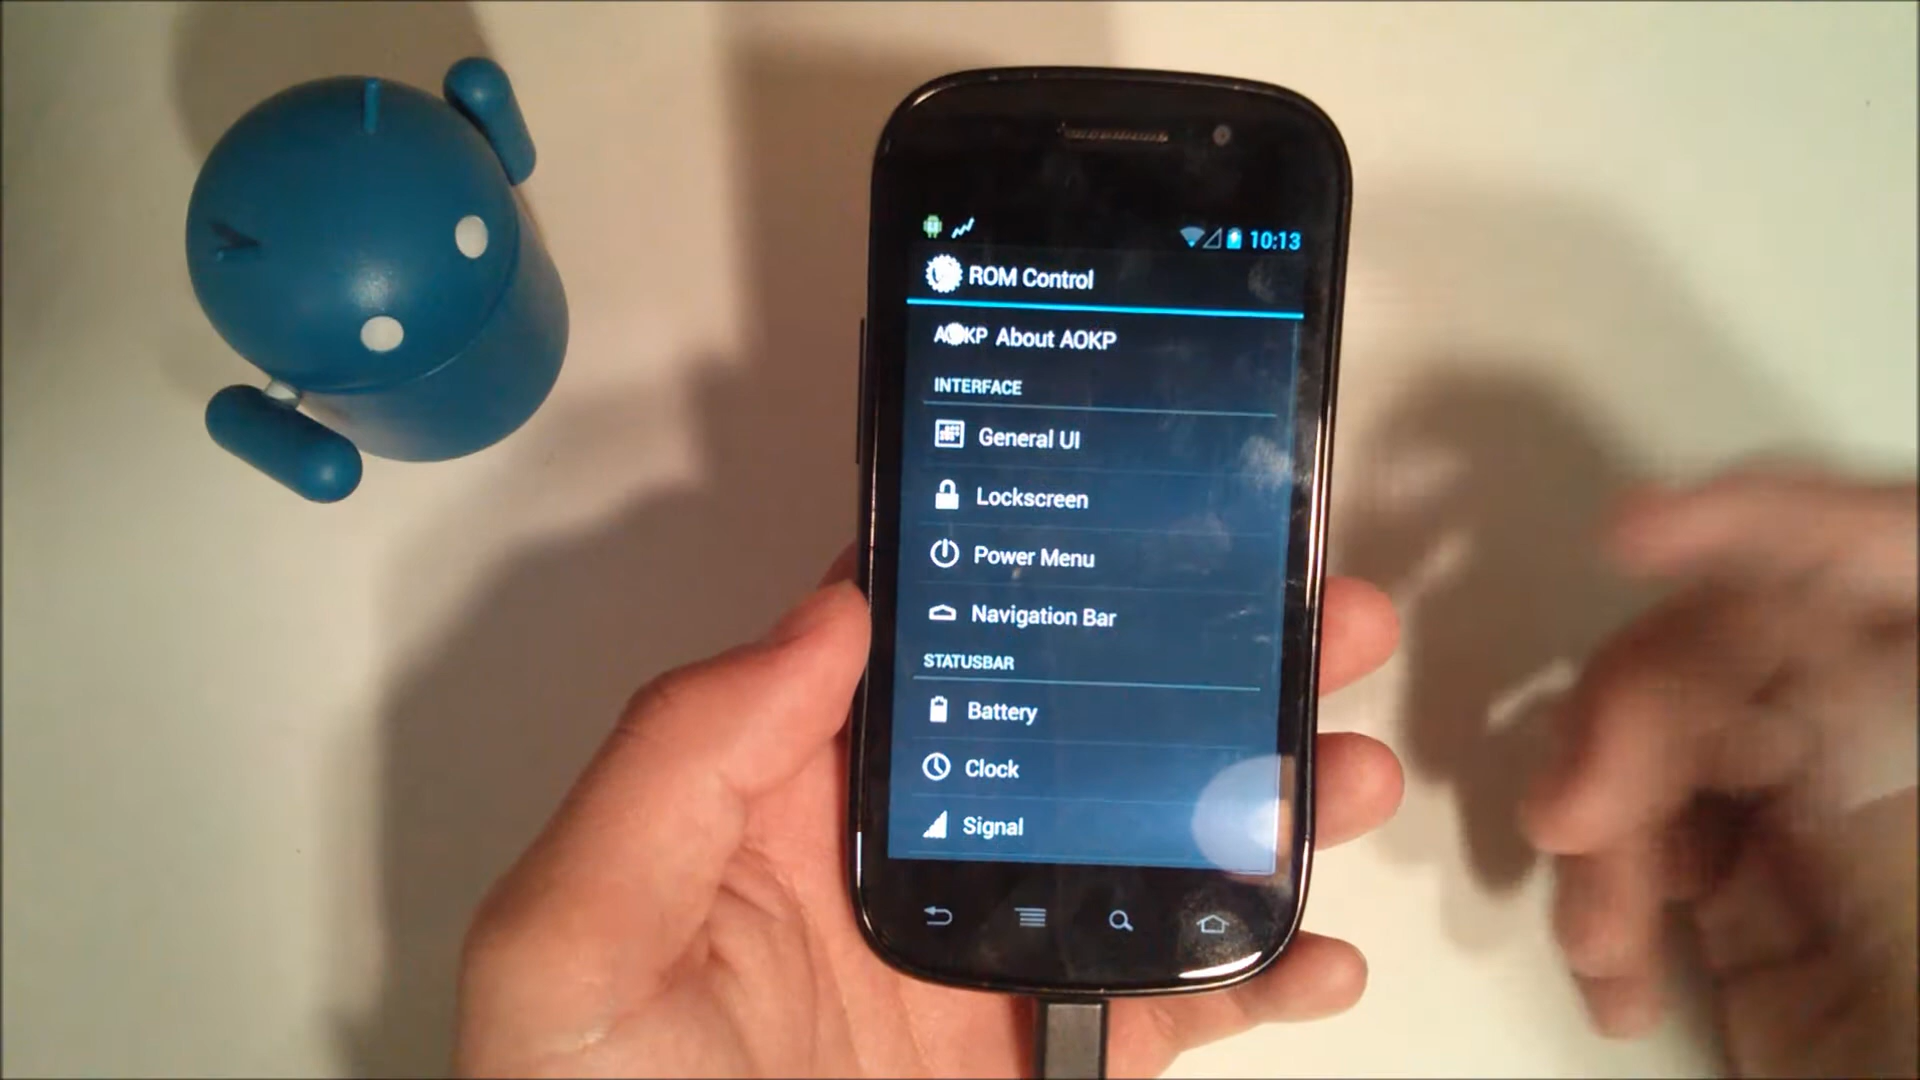 10:13
ROM Control
AOKP About AOKP
INTERFACE
General UI
Lockscreen
Power Menu
Navigation Bar
STATUSBAR
Battery
Clock
Signal